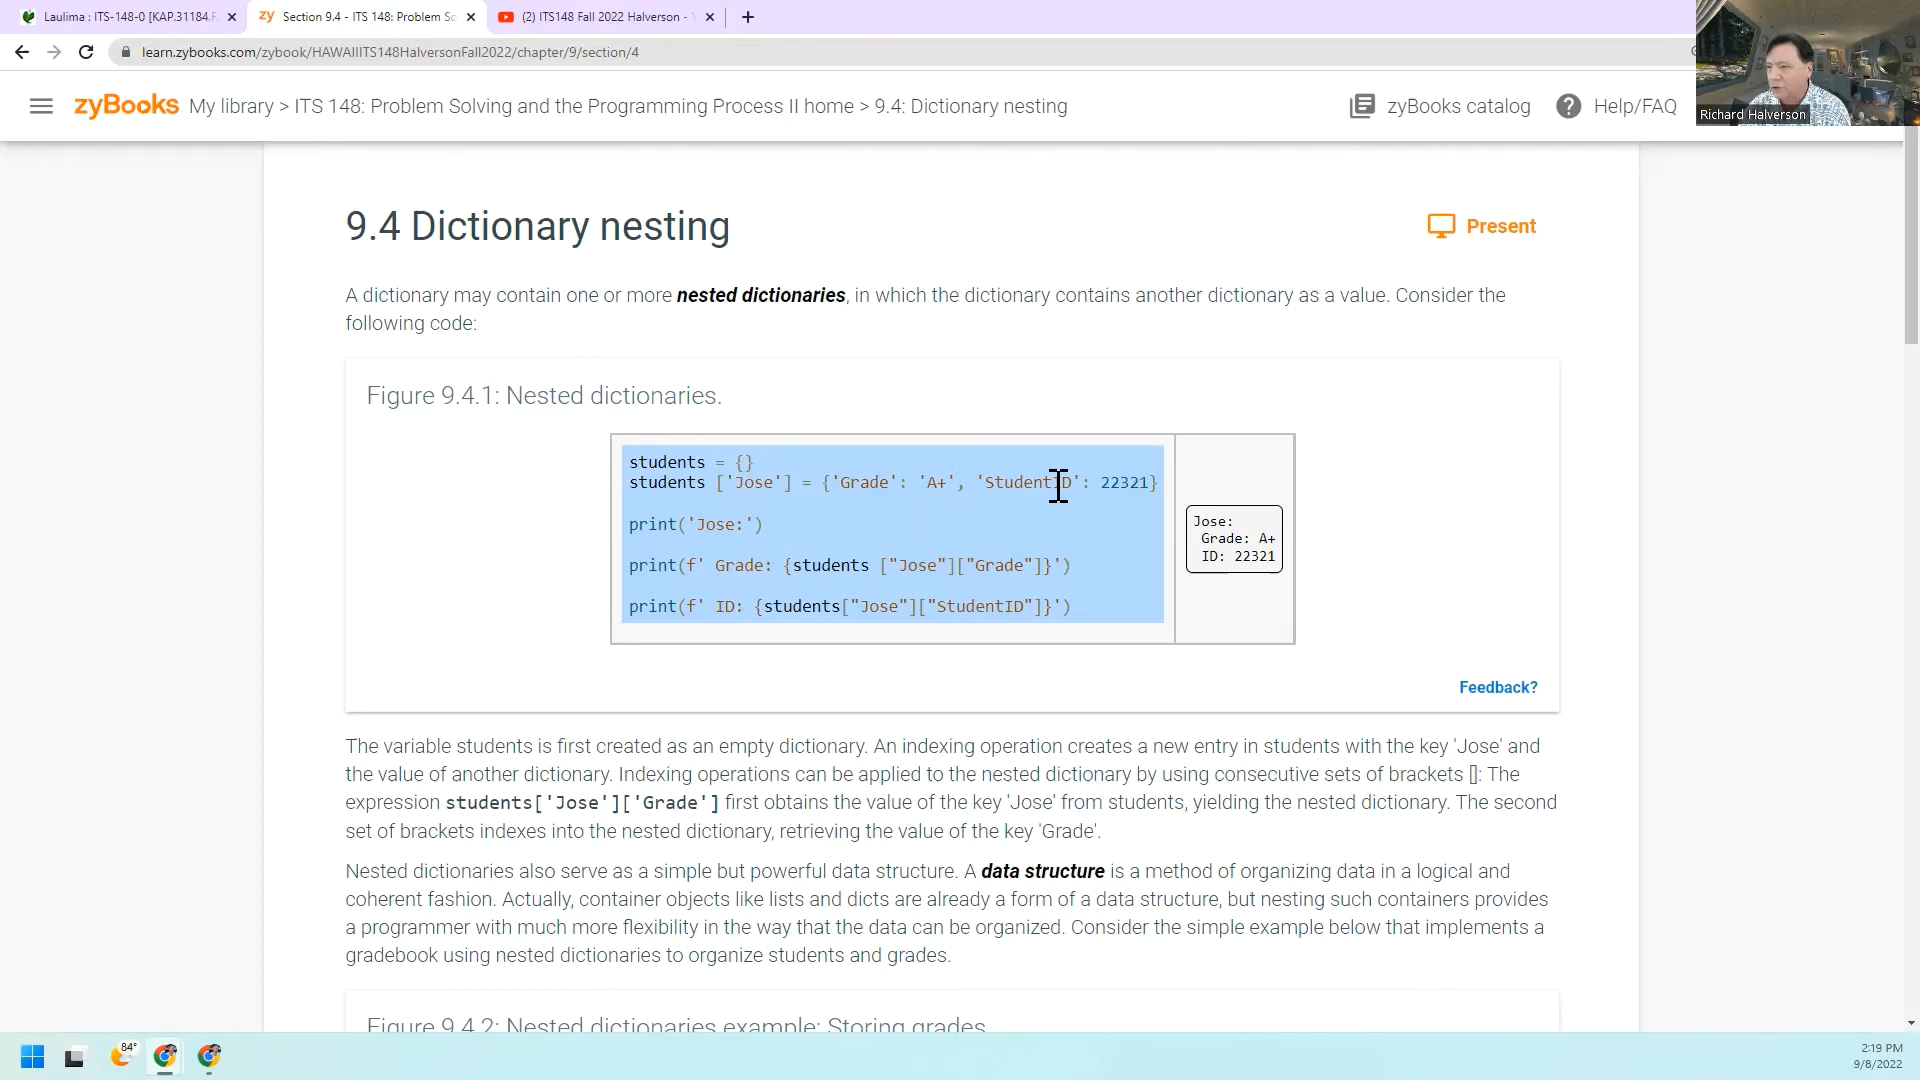 Laulima : ITS-148-0 [KAP.31184.F
Section 9.4 - ITS 148: Problem So
(2) ITS148 Fall 2022 Halverson -
learn.zybooks.com/zybook/HAWAIIITS148HalversonFall2022/chapter/9/section/4
zyBooks My library > ITS 148: Problem Solving and the Programming Process II home > 9.4: Dictionary nesting
zyBooks catalog
Help/FAQ
Richard Halverson
9.4 Dictionary nesting
Present
A dictionary may contain one or more nested dictionaries, in which the dictionary contains another dictionary as a value. Consider the
following code:
Figure 9.4.1: Nested dictionaries.
students = {}
students ['Jose'] = {'Grade': 'A+', 'StudentID': 22321}
print('Jose:')
print(f' Grade: {students ["Jose"]["Grade"]}')
print(f' ID: {students["Jose"]["StudentID"]}')
Jose:
Grade: A+
ID: 22321
Feedback?
The variable students is first created as an empty dictionary. An indexing operation creates a new entry in students with the key 'Jose' and
the value of another dictionary. Indexing operations can be applied to the nested dictionary by using consecutive sets of brackets []: The
expression students['Jose']['Grade'] first obtains the value of the key 'Jose' from students, yielding the nested dictionary. The second
set of brackets indexes into the nested dictionary, retrieving the value of the key 'Grade'.
Nested dictionaries also serve as a simple but powerful data structure. A data structure is a method of organizing data in a logical and
coherent fashion. Actually, container objects like lists and dicts are already a form of a data structure, but nesting such containers provides
a programmer with much more flexibility in the way that the data can be organized. Consider the simple example below that implements a
gradebook using nested dictionaries to organize students and grades.
Figure 9.4.2: Nested dictionaries example: Storing grades
84°
2:19 PM
9/8/2022